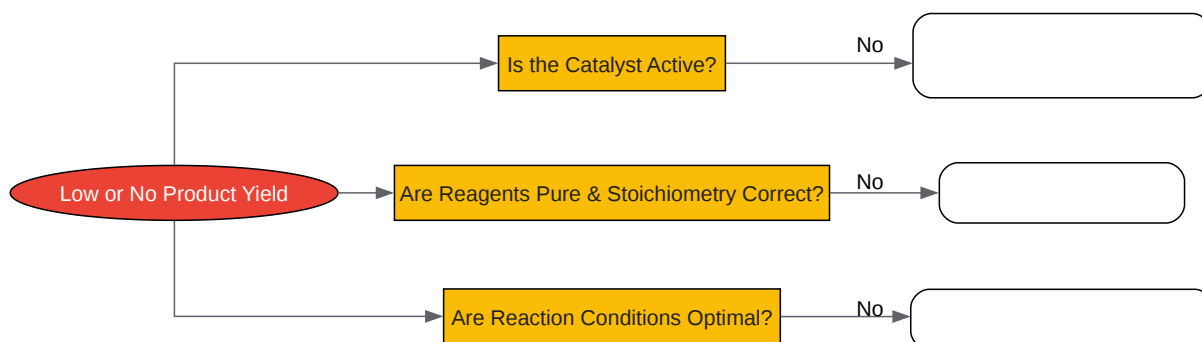 Is the Catalyst Active?
No
Low or No Product Yield
Are Reagents Pure & Stoichiometry Correct?
No
Are Reaction Conditions Optimal?
No